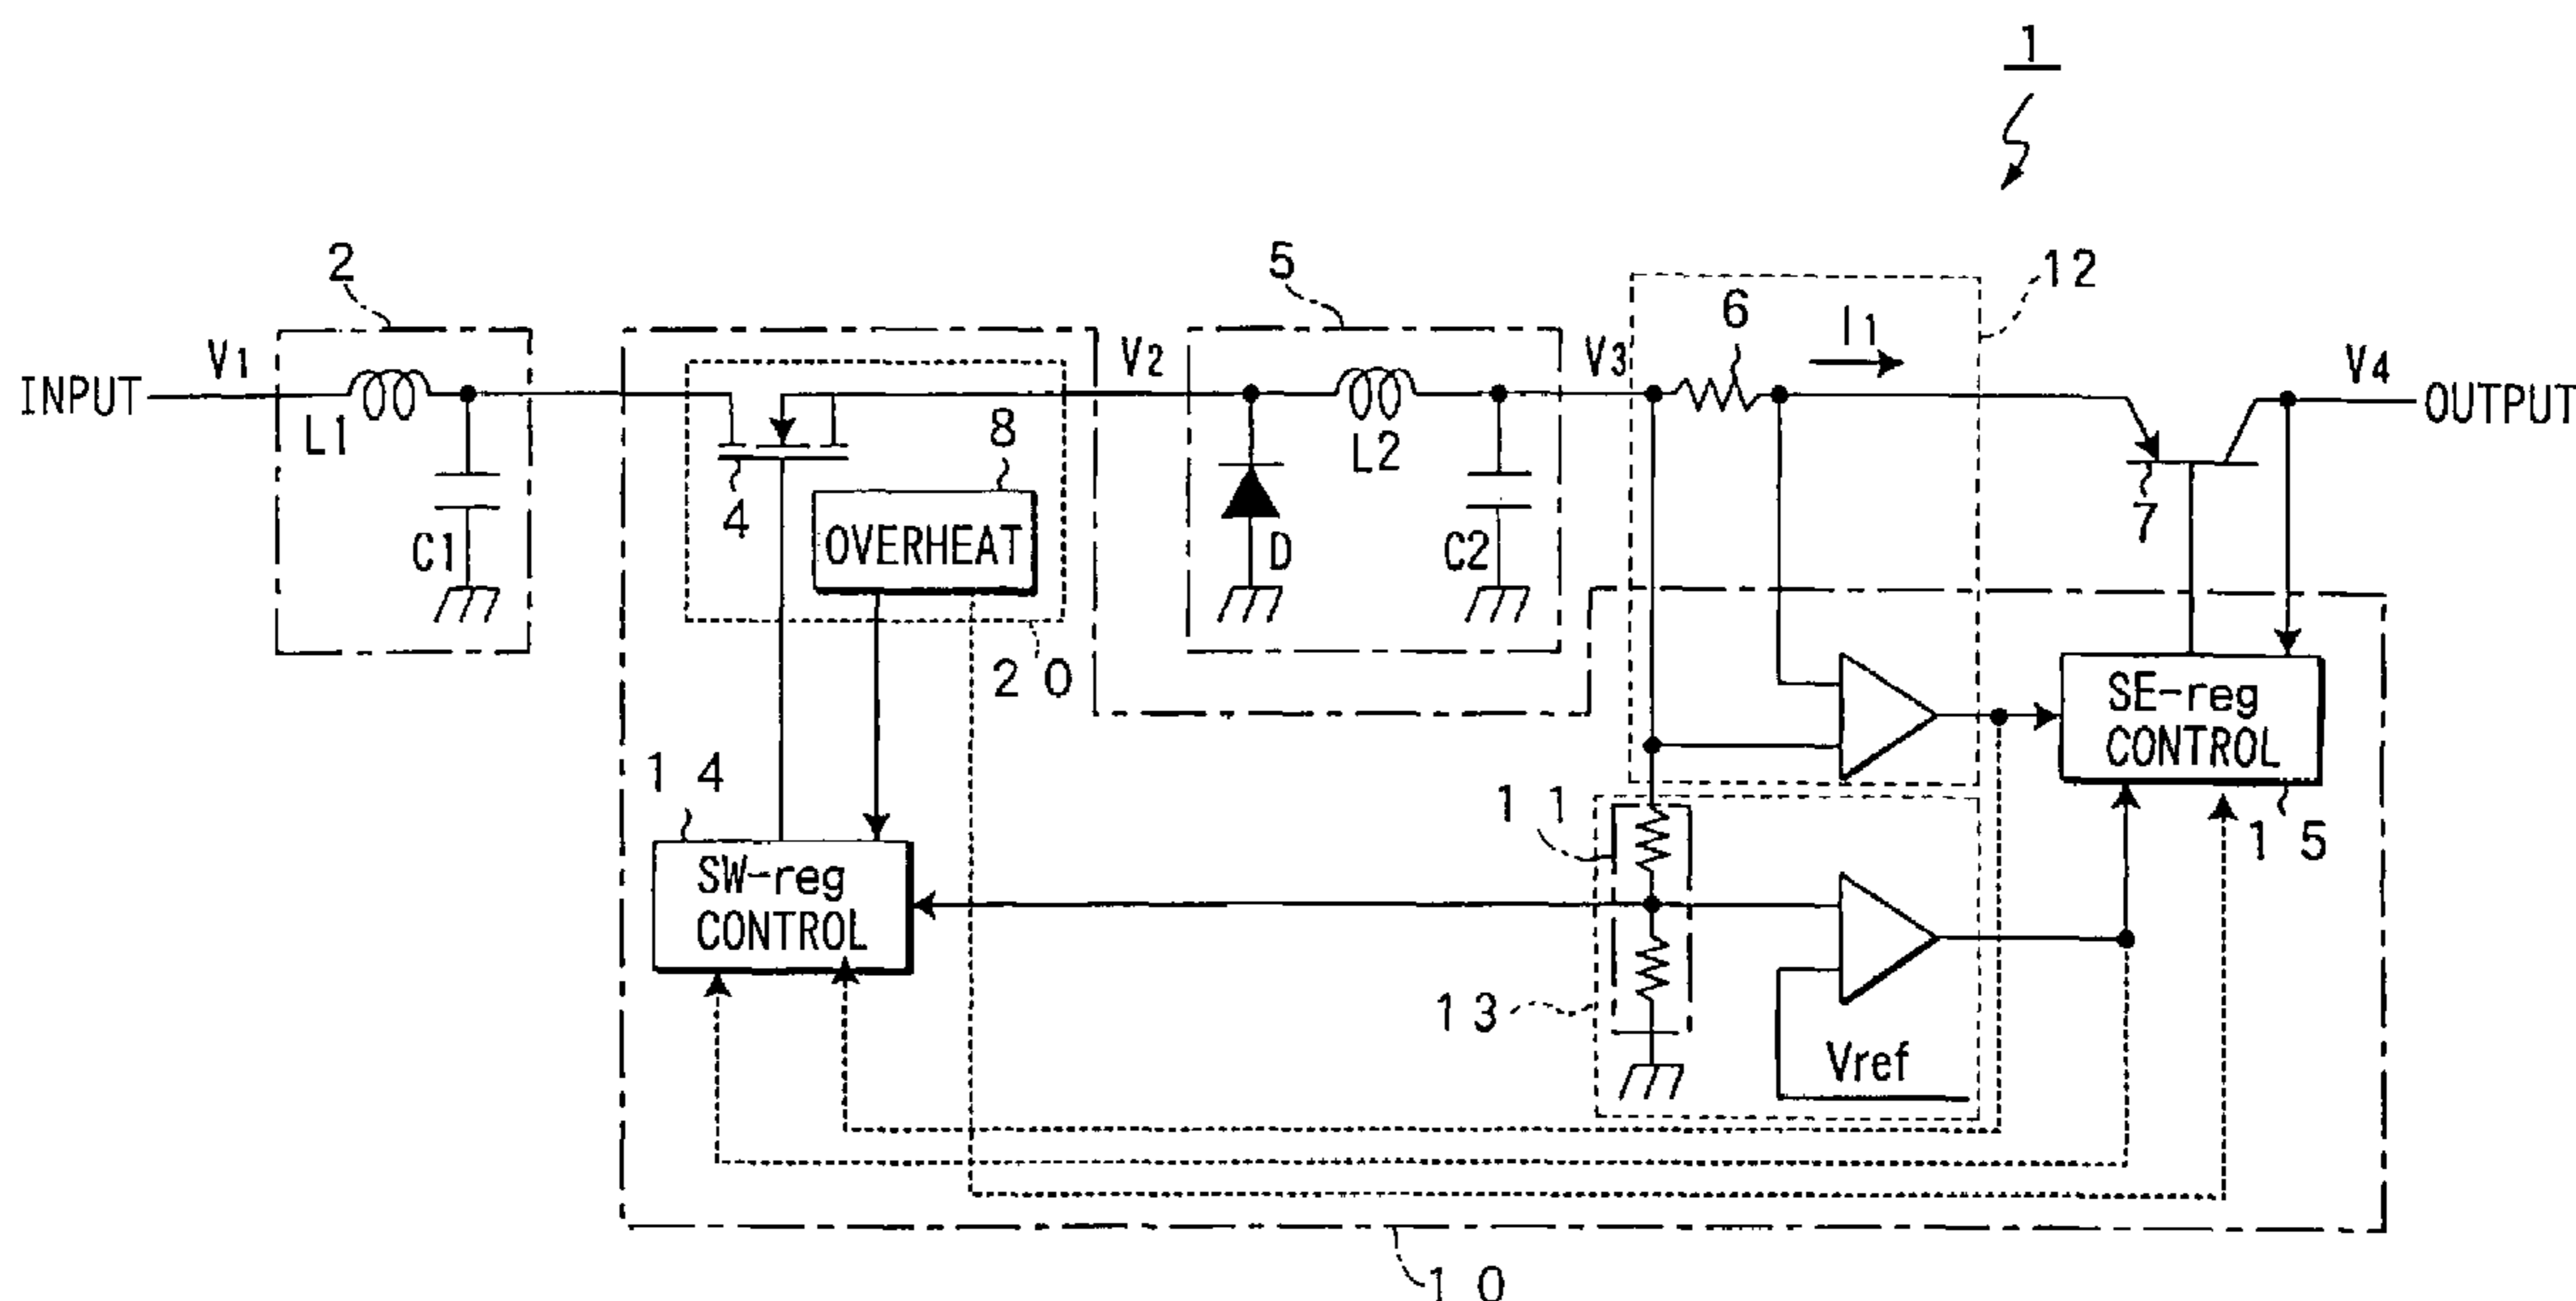 1
2
5
12
6
I1
V1
V2
V3
V4
INPUT
OUTPUT
L1
L2
8
4
7
OVERHEAT
C1
D
C2
20
SE-reg
CONTROL
14
11
15
SW-reg
CONTROL
13
Vref
10